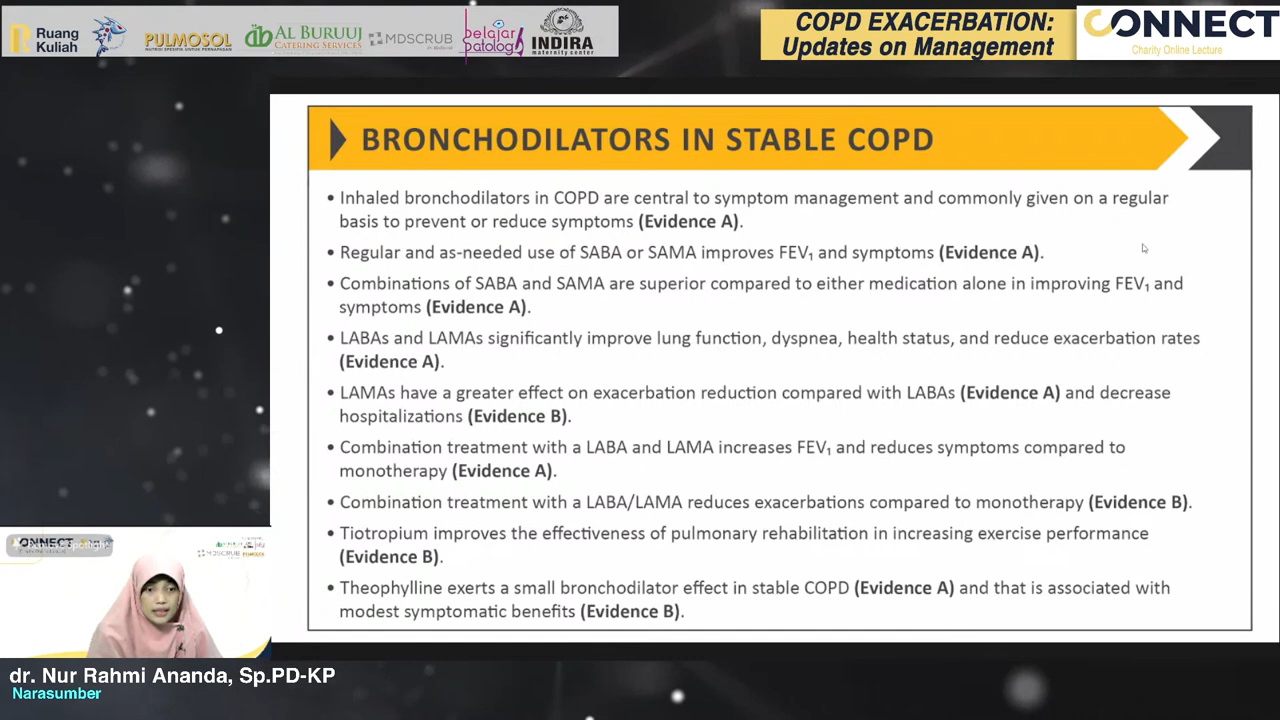 Ruang
Kuliah
PULMOSOL
NUTRISI SPESIFIK UNTUK PERNAPASAN
AL BURUUJ
CATERING SERVICES
MDSCRUB
belajar
patologi
INDIRA
maternity center
COPD EXACERBATION:
Updates on Management
CONNECT
Charity Online Lecture
BRONCHODILATORS IN STABLE COPD
• Inhaled bronchodilators in COPD are central to symptom management and commonly given on a regular
basis to prevent or reduce symptoms (Evidence A).
• Regular and as-needed use of SABA or SAMA improves FEV₁ and symptoms (Evidence A).
• Combinations of SABA and SAMA are superior compared to either medication alone in improving FEV₁ and
symptoms (Evidence A).
• LABAs and LAMAs significantly improve lung function, dyspnea, health status, and reduce exacerbation rates
(Evidence A).
• LAMAs have a greater effect on exacerbation reduction compared with LABAs (Evidence A) and decrease
hospitalizations (Evidence B).
• Combination treatment with a LABA and LAMA increases FEV₁ and reduces symptoms compared to
monotherapy (Evidence A).
• Combination treatment with a LABA/LAMA reduces exacerbations compared to monotherapy (Evidence B).
• Tiotropium improves the effectiveness of pulmonary rehabilitation in increasing exercise performance
(Evidence B).
• Theophylline exerts a small bronchodilator effect in stable COPD (Evidence A) and that is associated with
modest symptomatic benefits (Evidence B).
CONNECT
MDSCRUB
dr. Nur Rahmi Ananda, Sp.PD-KP
Narasumber